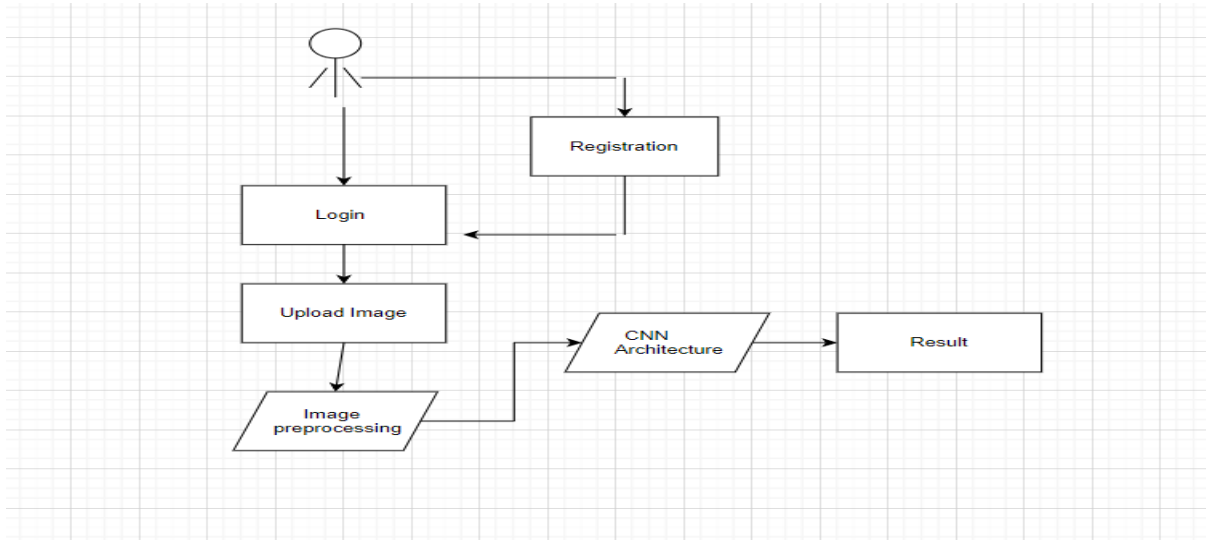 Registration
Login
Upload Image
CNN
Architecture
Result
Image
preprocessing